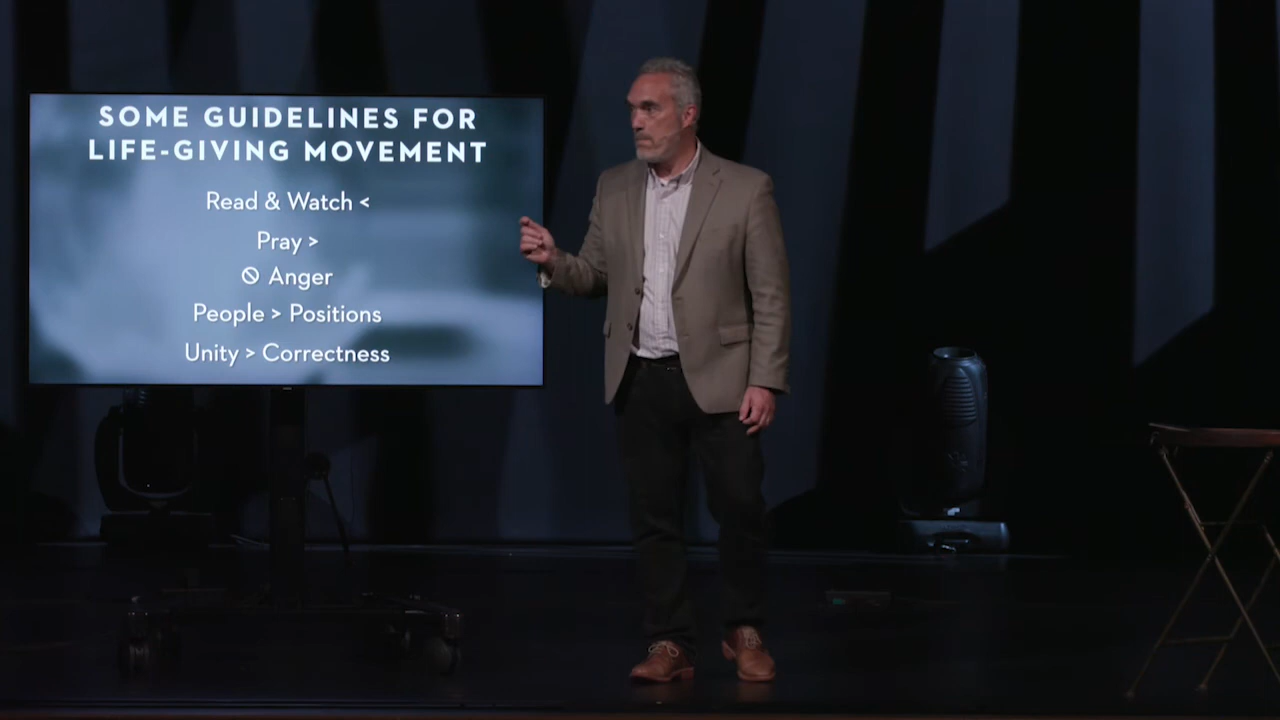 SOME GUIDELINES FOR
LIFE-GIVING MOVEMENT
Read & Watch <
Pray >
🛇 Anger
People > Positions
Unity > Correctness